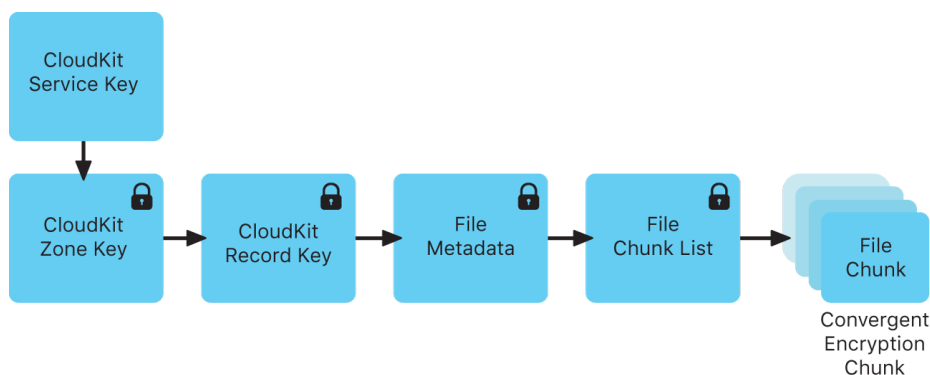 CloudKit
Service Key
CloudKit
Zone Key
CloudKit
Record Key
File
Metadata
File
Chunk List
File
Chunk
Convergent
Encryption
Chunk